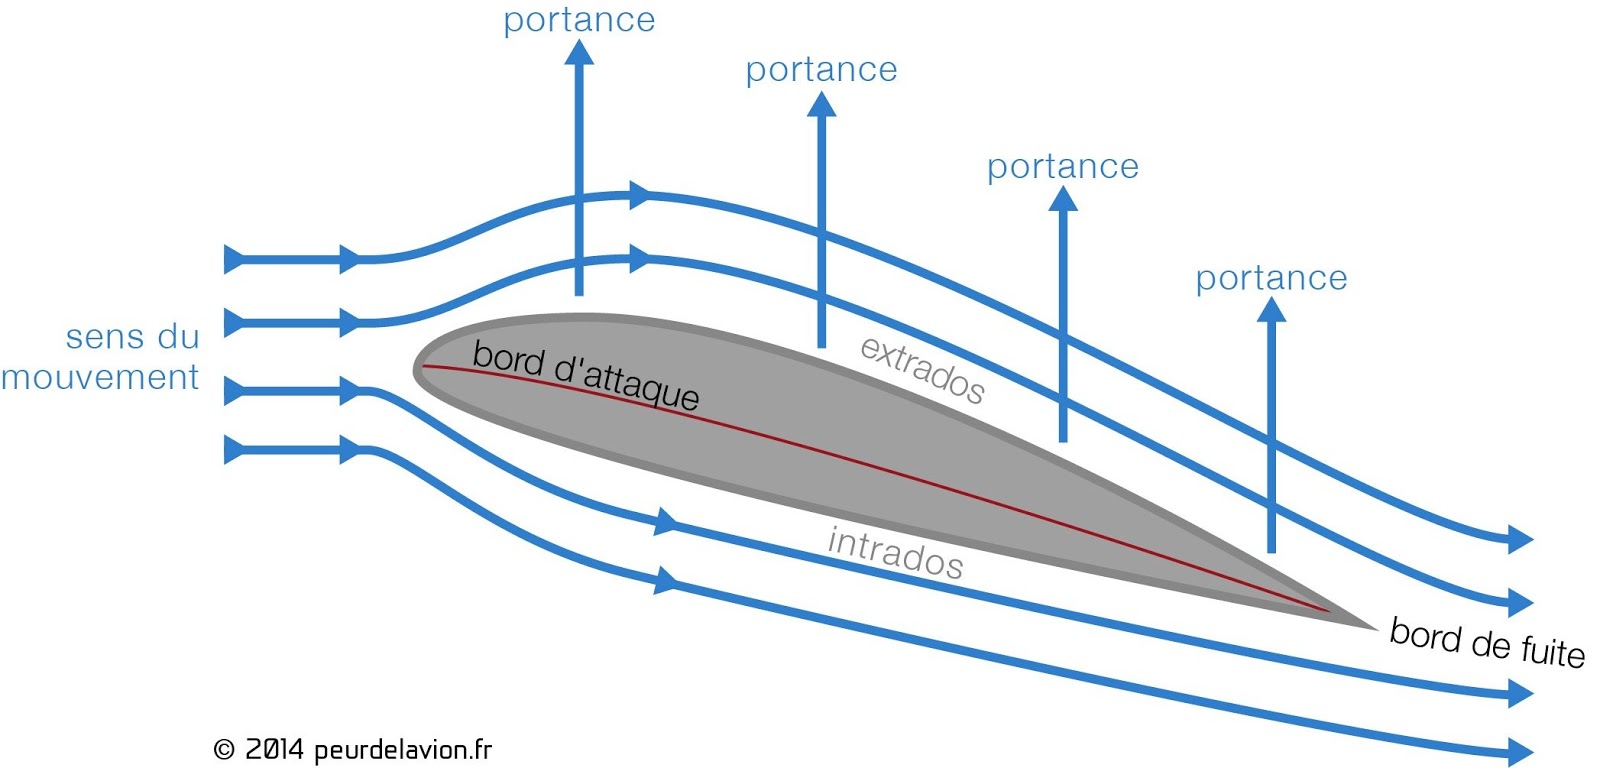 portance
portance
portance
portance
sens du
mouvement
bord d'attaque
extrados
intrados
bord de fuite
© 2014 peurdelavion.fr